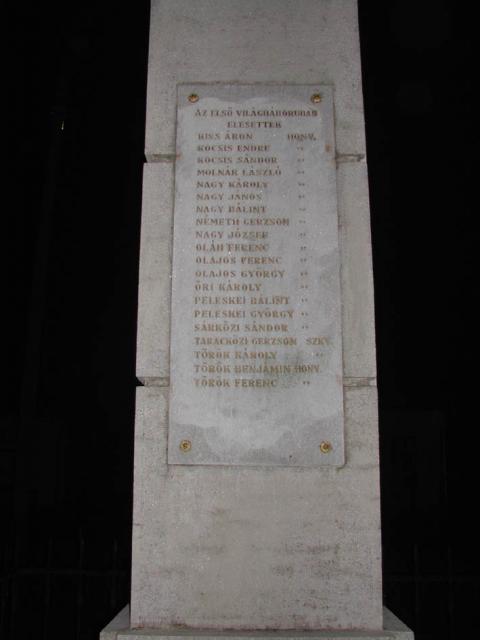 AZ ELSŐ VILÁGHÁBORUBAN
ELESETTEK
KISS ÁRON HONV.
KOCSIS ENDRE "
KOCSIS SÁNDOR "
MOLNÁR LÁSZLÓ "
NAGY KÁROLY "
NAGY JÁNOS "
NAGY BÁLINT "
NÉMETH GERZSON "
NAGY JÓZSEF "
OLÁH FERENC "
OLAJOS FERENC "
OLAJOS GYÖRGY "
ŐRI KÁROLY "
PELESKEI BÁLINT "
PELESKEI GYÖRGY "
SÁRKÖZI SÁNDOR "
TARACKÖZI GERZSON SZKV.
TÖRÖK KÁROLY "
TÖRÖK BENJÁMIN HONV.
TÖRÖK FERENC "